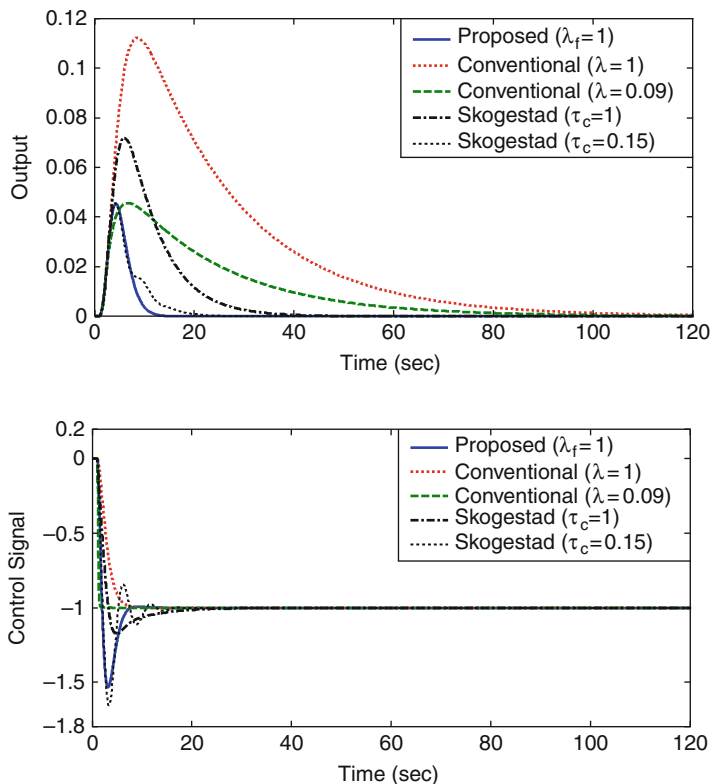 0.12
0.1
0.08
0.06
0.04
0.02
0
Output
Proposed (λf=1)
Conventional (λ=1)
Conventional (λ=0.09)
Skogestad (τc=1)
Skogestad (τc=0.15)
0 20 40 60 80 100 120
Time (sec)
0.2
0
−0.5
−1
−1.5
−1.8
Control Signal
Proposed (λf=1)
Conventional (λ=1)
Conventional (λ=0.09)
Skogestad (τc=1)
Skogestad (τc=0.15)
0 20 40 60 80 100 120
Time (sec)